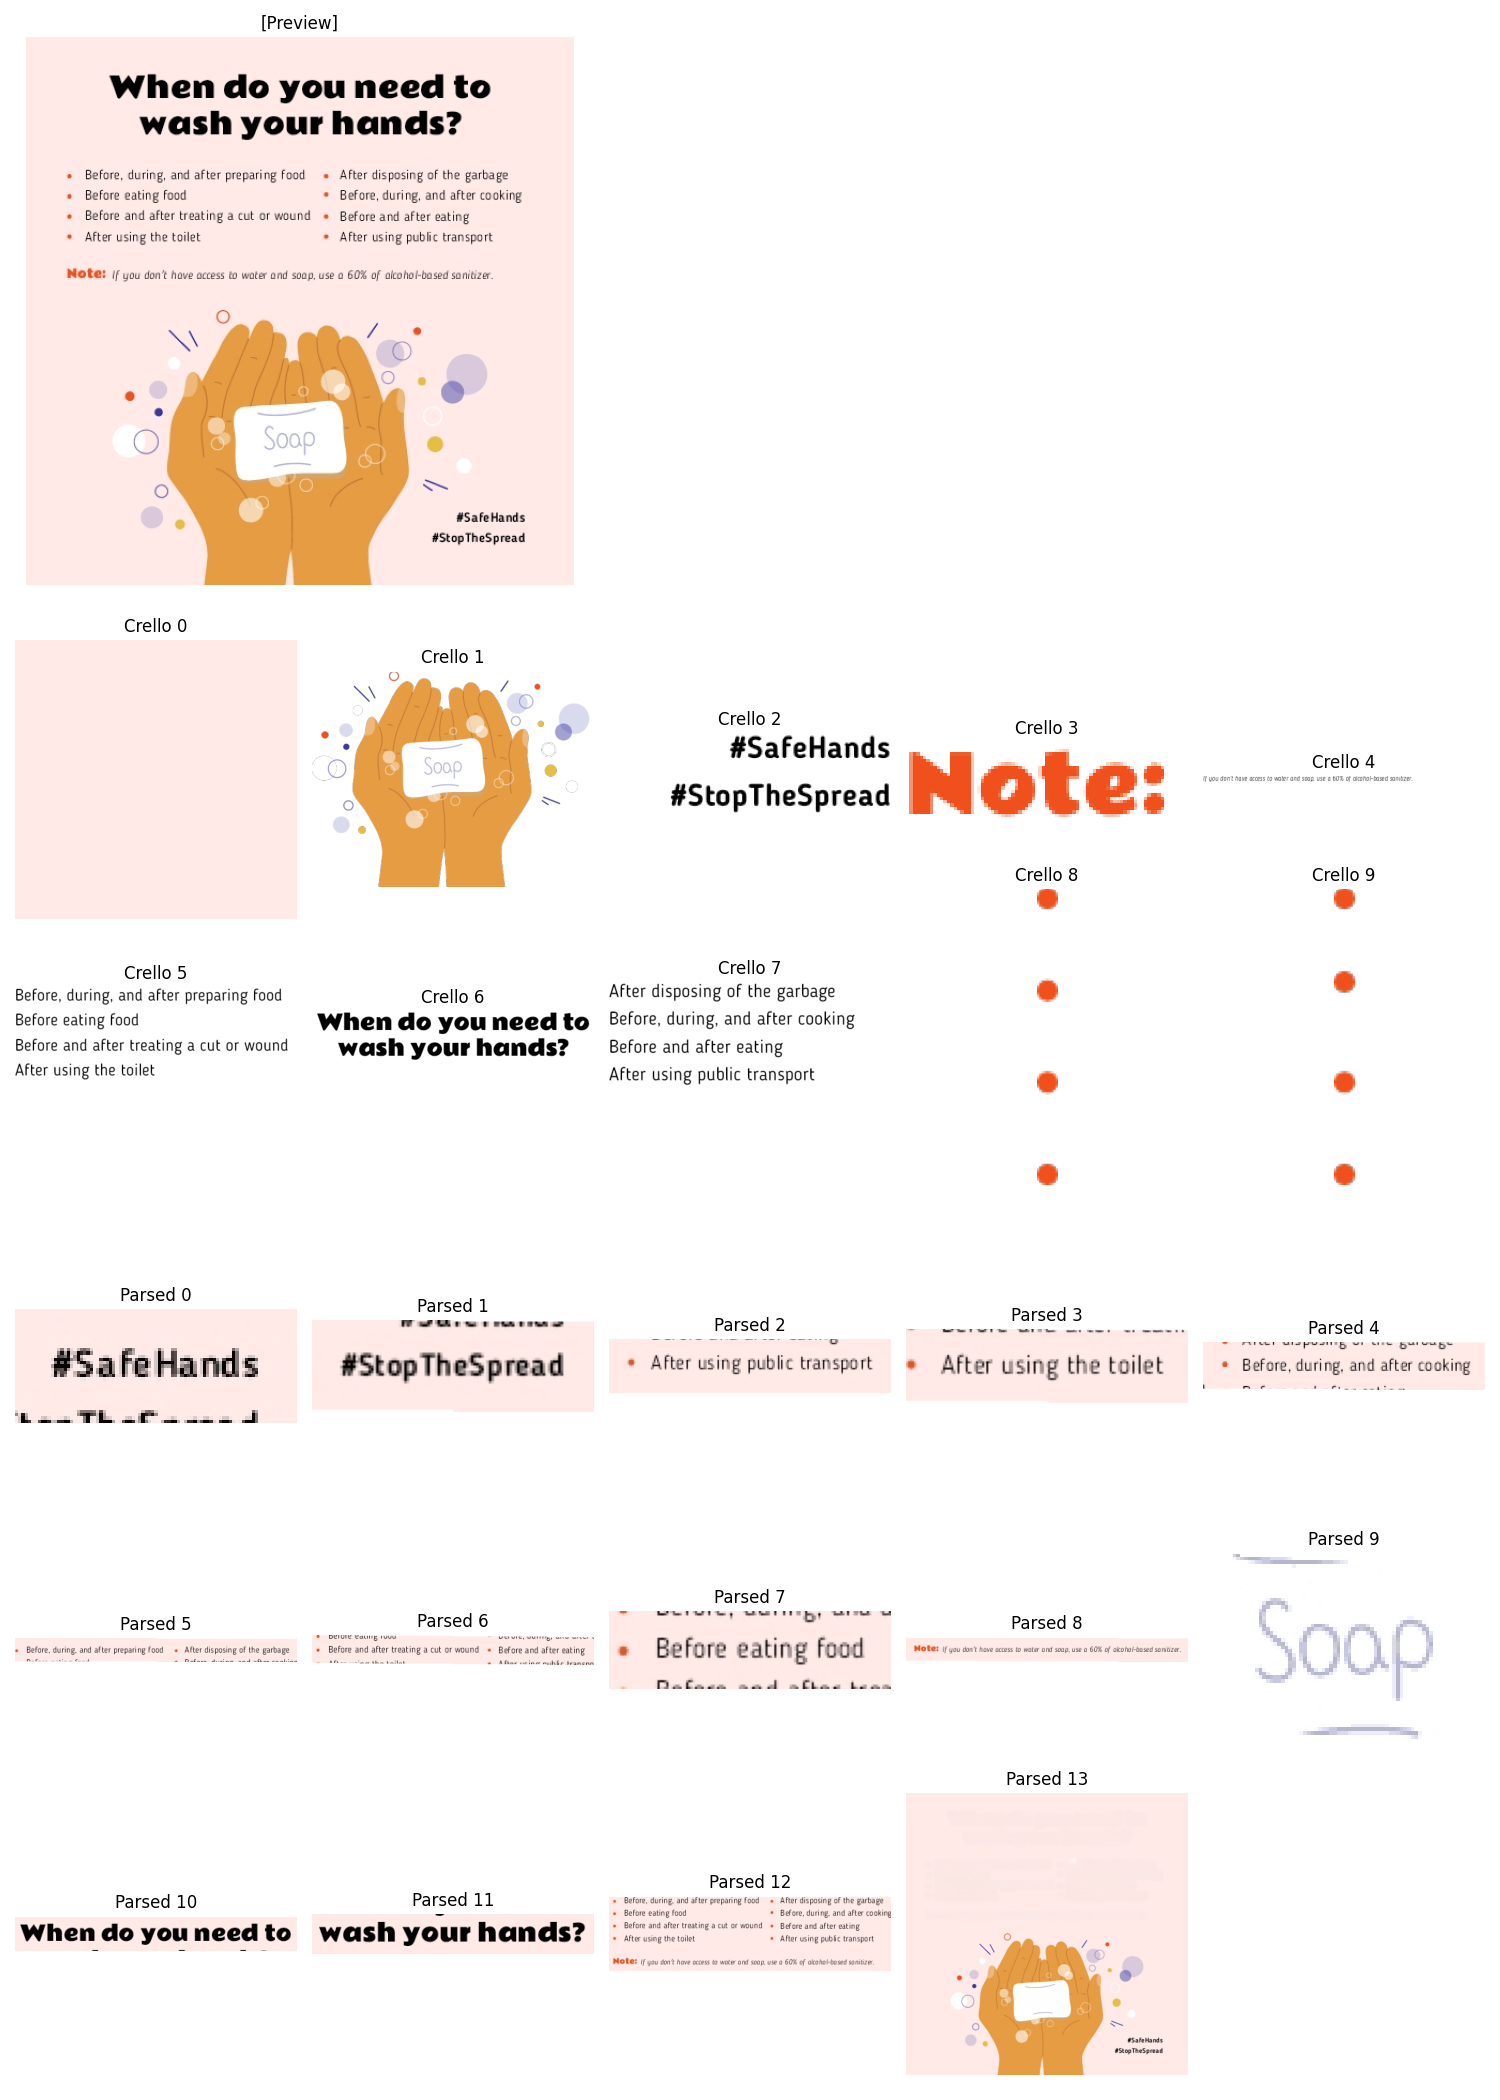 [Preview]
When do you need to
wash your hands?
• Before, during, and after preparing food
• Before eating food
• Before and after treating a cut or wound
• After using the toilet
• After disposing of the garbage
• Before, during, and after cooking
• Before and after eating
• After using public transport
Note: If you don't have access to water and soap, use a 60% of alcohol-based sanitizer.
Soap
#SafeHands
#StopTheSpread
Crello 0
Crello 1
Soap
Crello 2
#SafeHands
#StopTheSpread
Crello 3
Note:
Crello 4
If you don't have access to water and soap, use a 60% of alcohol-based sanitizer.
Crello 5
Before, during, and after preparing food
Before eating food
Before and after treating a cut or wound
After using the toilet
Crello 6
When do you need to
wash your hands?
Crello 7
After disposing of the garbage
Before, during, and after cooking
Before and after eating
After using public transport
Crello 8
Crello 9
Parsed 0
#SafeHands
Parsed 1
#StopTheSpread
Parsed 2
• After using public transport
Parsed 3
• After using the toilet
Parsed 4
After disposing of the garbage
• Before, during, and after cooking
Parsed 5
• Before, during, and after preparing food • After disposing of the garbage
Parsed 6
• Before and after treating a cut or wound • Before and after eating
Parsed 7
• Before eating food
Parsed 8
Note: If you don't have access to water and soap, use a 60% of alcohol-based sanitizer.
Parsed 9
Soap
Parsed 10
When do you need to
Parsed 11
wash your hands?
Parsed 12
• Before, during, and after preparing food
• Before eating food
• Before and after treating a cut or wound
• After using the toilet
• After disposing of the garbage
• Before, during, and after cooking
• Before and after eating
• After using public transport
Note: If you don't have access to water and soap, use a 60% of alcohol-based sanitizer.
Parsed 13
#SafeHands
#StopTheSpread